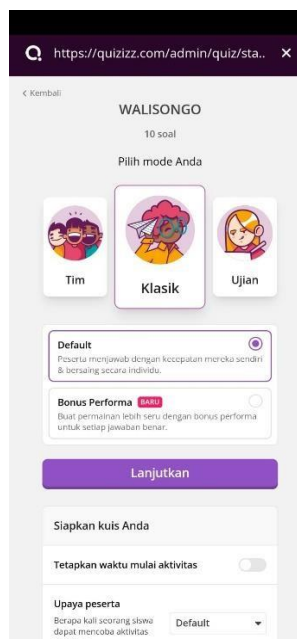 https://quizizz.com/admin/quiz/sta..
< Kembali
WALISONGO
10 soal
Pilih mode Anda
Tim
Klasik
Ujian
Default
Peserta menjawab dengan kecepatan mereka sendiri
& bersaing secara individu.
Bonus Performa BARU
Buat permainan lebih seru dengan bonus performa
untuk setiap jawaban benar.
Lanjutkan
Siapkan kuis Anda
Tetapkan waktu mulai aktivitas
Upaya peserta
Berapa kali seorang siswa
dapat mencoba aktivitas
Default